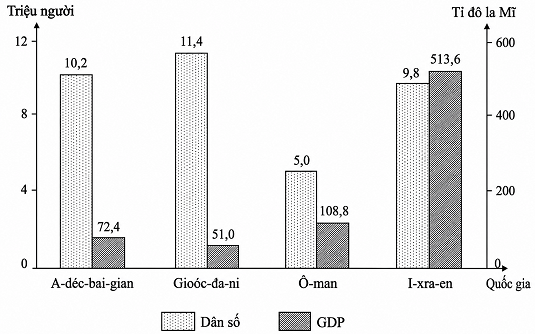 Triệu người
Tỉ đô la Mĩ
12
8
4
0
600
500
200
0
10,2
72,4
11,4
51,0
5,0
108,8
9,8
513,6
A-déc-bai-gian
Gioóc-đa-ni
Ô-man
I-xra-en
Quốc gia
Dân số
GDP